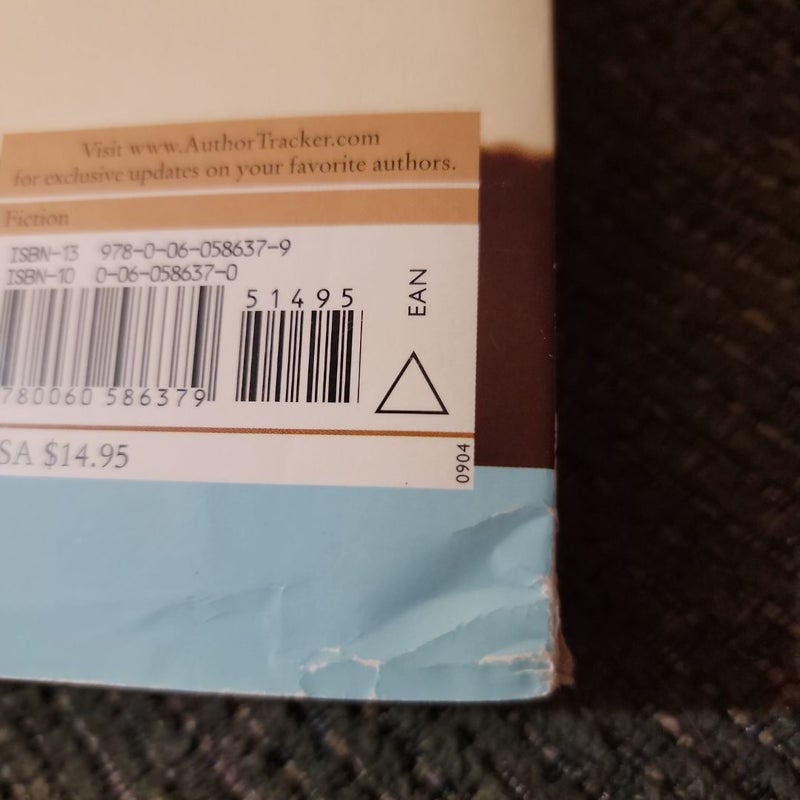 Visit www.AuthorTracker.com
for exclusive updates on your favorite authors.
Fiction
ISBN-13 978-0-06-058637-9
ISBN-10 0-06-058637-0
51495
EAN
780060 586379
SA $14.95
0904